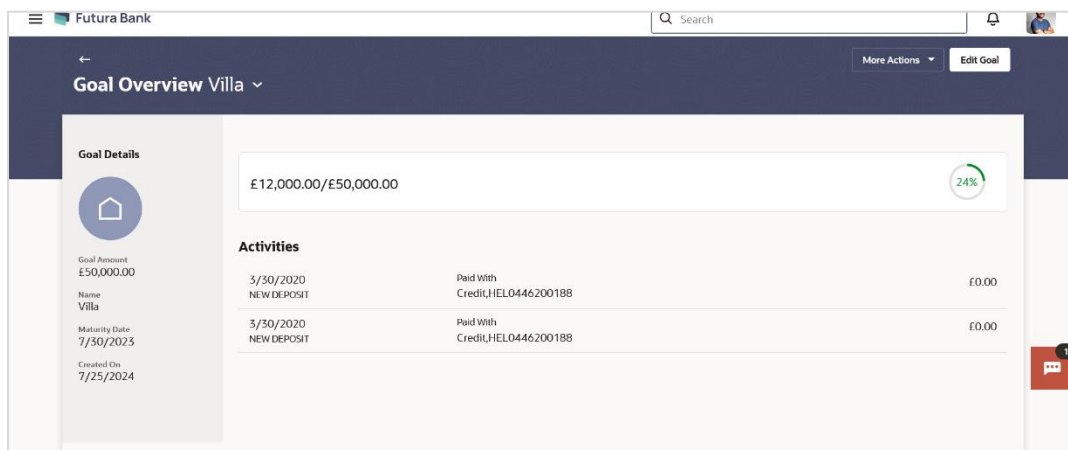 Futura Bank
Search
More Actions
Edit Goal
Goal Overview Villa
Goal Details
Goal Amount
£50,000.00
Name
Villa
Maturity Date
7/30/2023
Created On
7/25/2024
£12,000.00/£50,000.00
24%
Activities
3/30/2020
NEW DEPOSIT
Paid With
Credit,HEL0446200188
£0.00
3/30/2020
NEW DEPOSIT
Paid With
Credit,HEL0446200188
£0.00
1